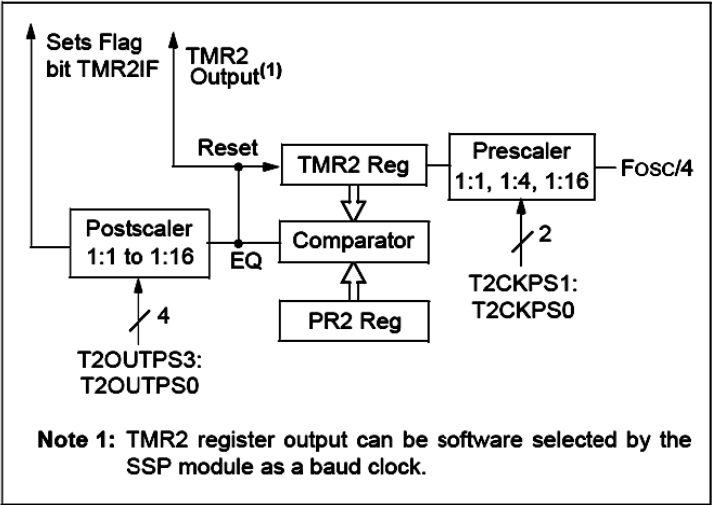 Sets Flag
bit TMR2IF
TMR2
Output(1)
Reset
TMR2 Reg
Prescaler
1:1, 1:4, 1:16
FOSC/4
Postscaler
1:1 to 1:16
EQ
Comparator
2
T2CKPS1:
T2CKPS0
PR2 Reg
4
T2OUTPS3:
T2OUTPS0
Note 1: TMR2 register output can be software selected by the
SSP module as a baud clock.